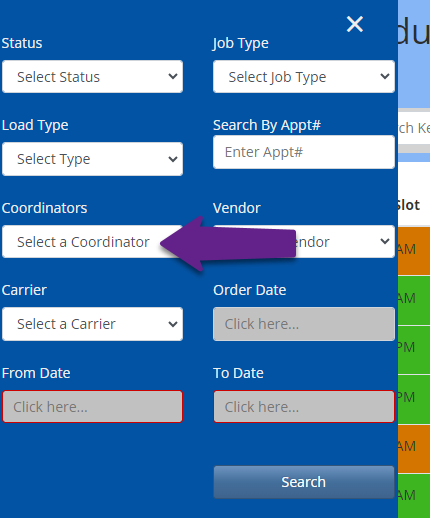 du
Status
Job Type
Select Status
Select Job Type
ch Ke
Load Type
Search By Appt#
Select Type
Enter Appt#
Coordinators
Vendor
Slot
Select a Coordinator
endor
AM
Carrier
Order Date
AM
Select a Carrier
Click here...
PM
From Date
To Date
PM
Click here...
Click here...
AM
Search
AM